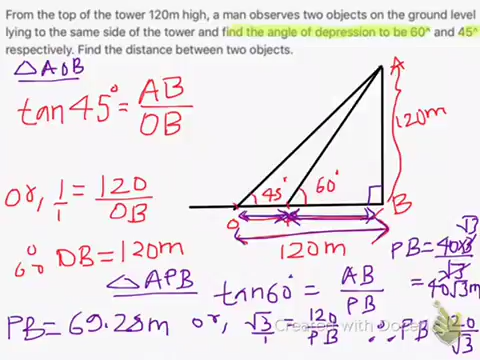 From the top of the tower 120m high, a man observes two objects on the ground level
lying to the same side of the tower and find the angle of depression to be 60° and 45°
respectively. Find the distance between two objects.
△AOB
tan45° = AB/OB
or, 1/1 = 120/OB
∴ OB = 120m
A
120m
45° 60°
O B
120m
△APB
tan60° = AB/PB
or, √3/1 = 120/PB
∴ PB = 120/√3
PB = 40×3/√3
√3
= 40√3m
PB = 69.28m
Created with